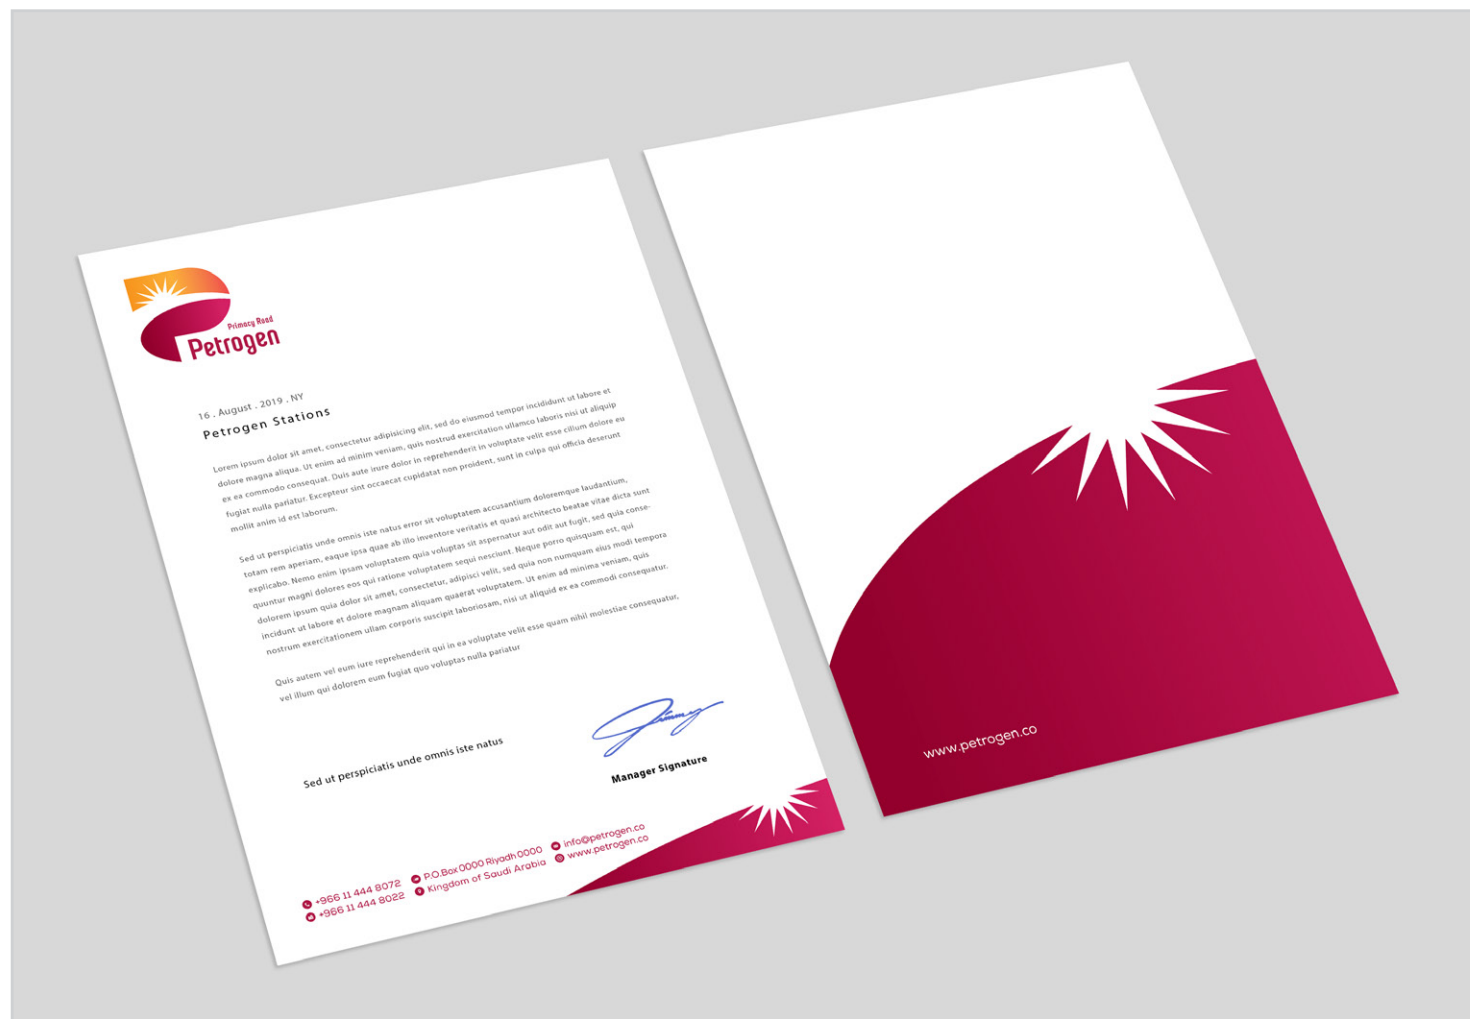 Primacy Road
Petrogen
16 . August . 2019 . NY
Petrogen Stations
Lorem ipsum dolor sit amet, consectetur adipisicing elit, sed do eiusmod tempor incididunt ut labore et
dolore magna aliqua. Ut enim ad minim veniam, quis nostrud exercitation ullamco laboris nisi ut aliquip
ex ea commodo consequat. Duis aute irure dolor in reprehenderit in voluptate velit esse cillum dolore eu
fugiat nulla pariatur. Excepteur sint occaecat cupidatat non proident, sunt in culpa qui officia deserunt
mollit anim id est laborum.
Sed ut perspiciatis unde omnis iste natus error sit voluptatem accusantium doloremque laudantium,
totam rem aperiam, eaque ipsa quae ab illo inventore veritatis et quasi architecto beatae vitae dicta sunt
explicabo. Nemo enim ipsam voluptatem quia voluptas sit aspernatur aut odit aut fugit, sed quia conse-
quuntur magni dolores eos qui ratione voluptatem sequi nesciunt. Neque porro quisquam est, qui
dolorem ipsum quia dolor sit amet, consectetur, adipisci velit, sed quia non numquam eius modi tempora
incidunt ut labore et dolore magnam aliquam quaerat voluptatem. Ut enim ad minima veniam, quis
nostrum exercitationem ullam corporis suscipit laboriosam, nisi ut aliquid ex ea commodi consequatur.
Quis autem vel eum iure reprehenderit qui in ea voluptate velit esse quam nihil molestiae consequatur,
vel illum qui dolorem eum fugiat quo voluptas nulla pariatur
Sed ut perspiciatis unde omnis iste natus
Jimmy
Manager Signature
+966 11 444 8072
+966 11 444 8022
P.O.Box 0000 Riyadh 0000
Kingdom of Saudi Arabia
info@petrogen.co
www.petrogen.co
www.petrogen.co